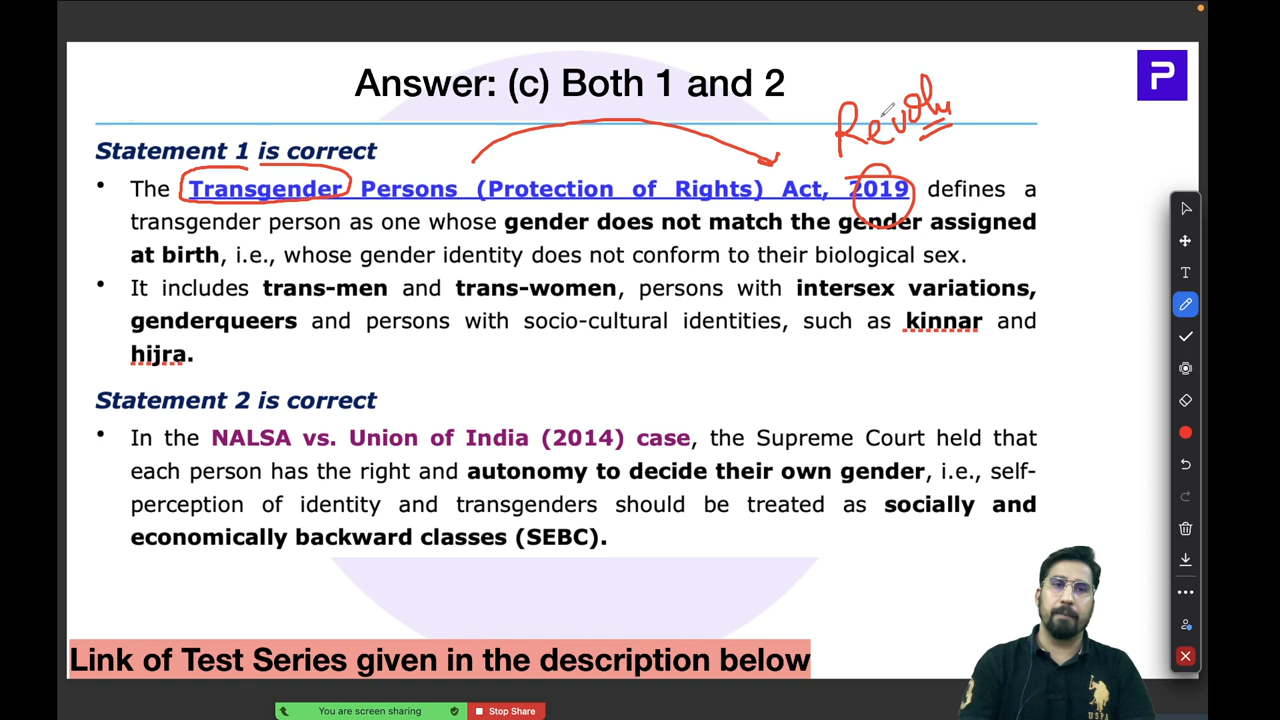 Answer: (c) Both 1 and 2
P
Revolu
Statement 1 is correct
• The Transgender Persons (Protection of Rights) Act, 2019 defines a
transgender person as one whose gender does not match the gender assigned
at birth, i.e., whose gender identity does not conform to their biological sex.
• It includes trans-men and trans-women, persons with intersex variations,
genderqueers and persons with socio-cultural identities, such as kinnar and
hijra.
Statement 2 is correct
• In the NALSA vs. Union of India (2014) case, the Supreme Court held that
each person has the right and autonomy to decide their own gender, i.e., self-
perception of identity and transgenders should be treated as socially and
economically backward classes (SEBC).
Link of Test Series given in the description below
You are screen sharing
Stop Share
T
USPA